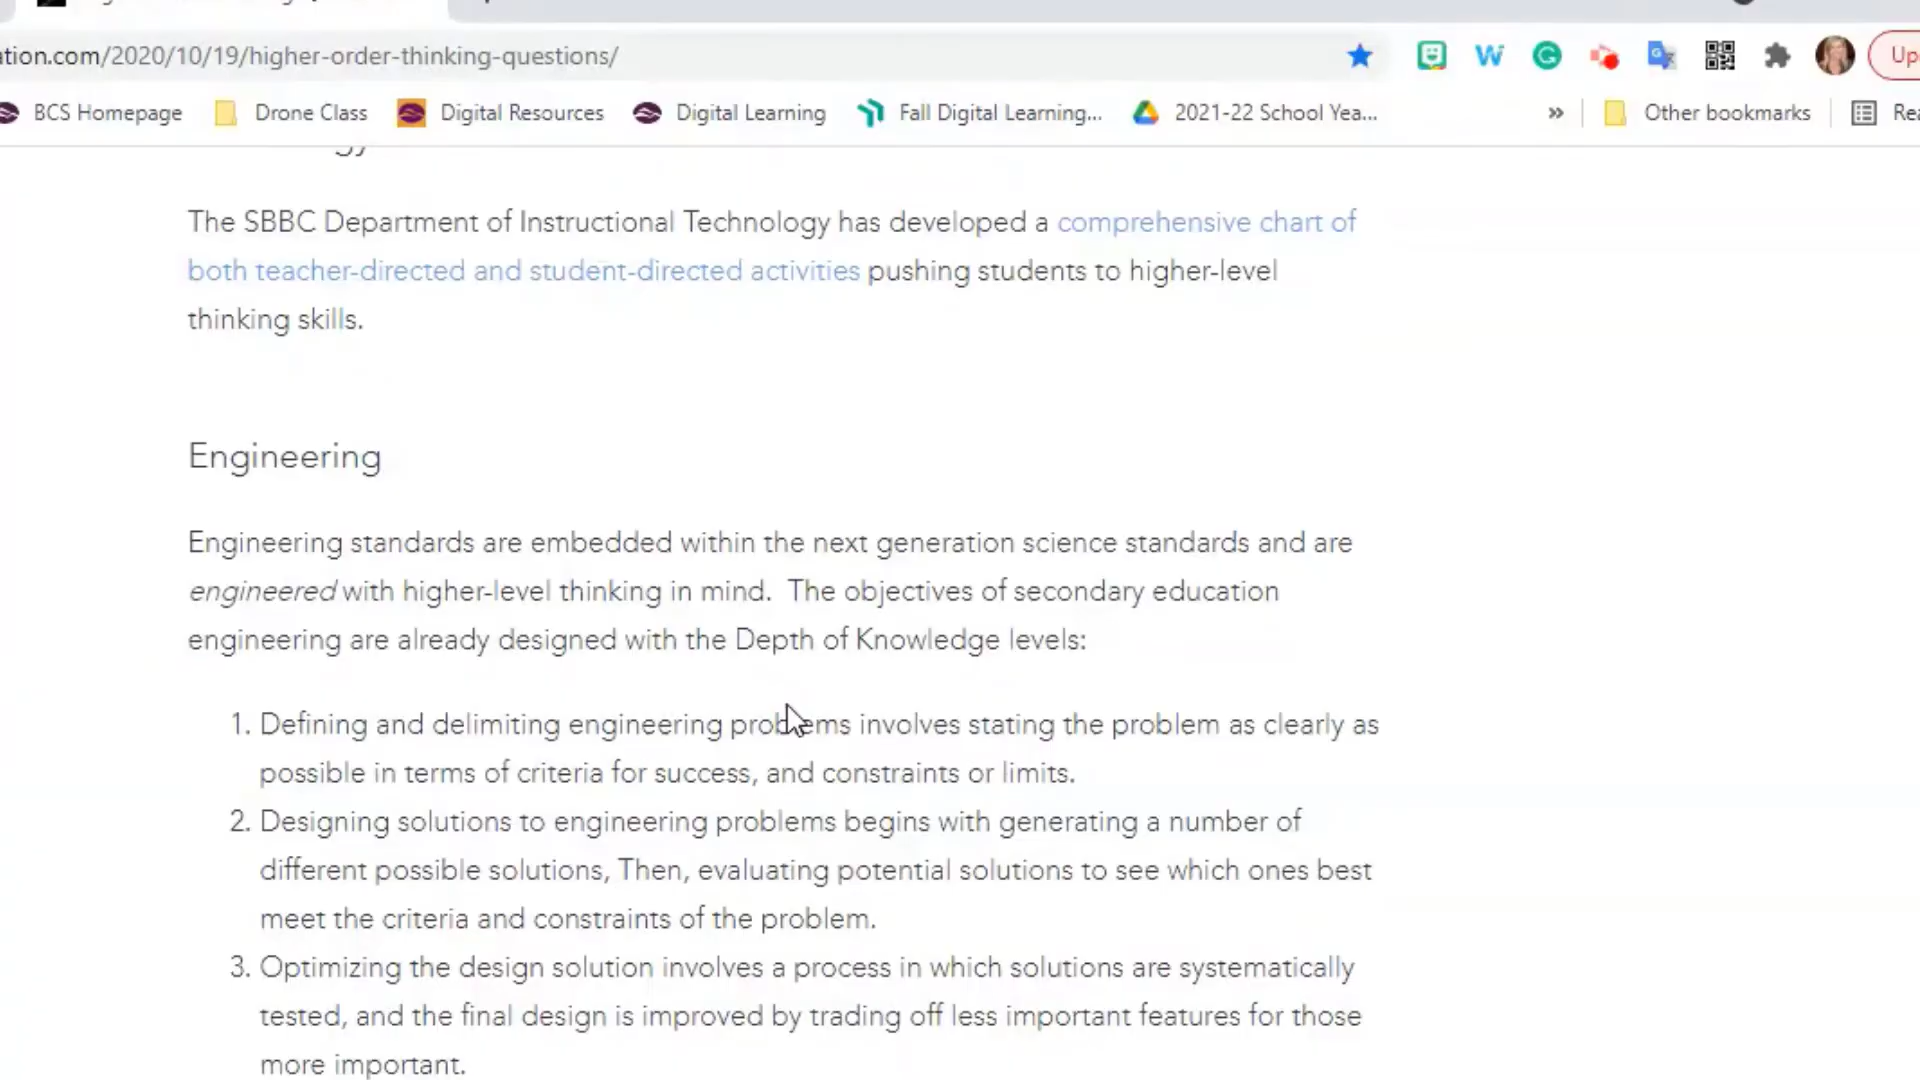 ation.com/2020/10/19/higher-order-thinking-questions/
Up
BCS Homepage Drone Class Digital Resources Digital Learning Fall Digital Learning... 2021-22 School Yea... » Other bookmarks Rea
The SBBC Department of Instructional Technology has developed a comprehensive chart of
both teacher-directed and student-directed activities pushing students to higher-level
thinking skills.
Engineering
Engineering standards are embedded within the next generation science standards and are
engineered with higher-level thinking in mind. The objectives of secondary education
engineering are already designed with the Depth of Knowledge levels:
1. Defining and delimiting engineering problems involves stating the problem as clearly as
possible in terms of criteria for success, and constraints or limits.
2. Designing solutions to engineering problems begins with generating a number of
different possible solutions, Then, evaluating potential solutions to see which ones best
meet the criteria and constraints of the problem.
3. Optimizing the design solution involves a process in which solutions are systematically
tested, and the final design is improved by trading off less important features for those
more important.